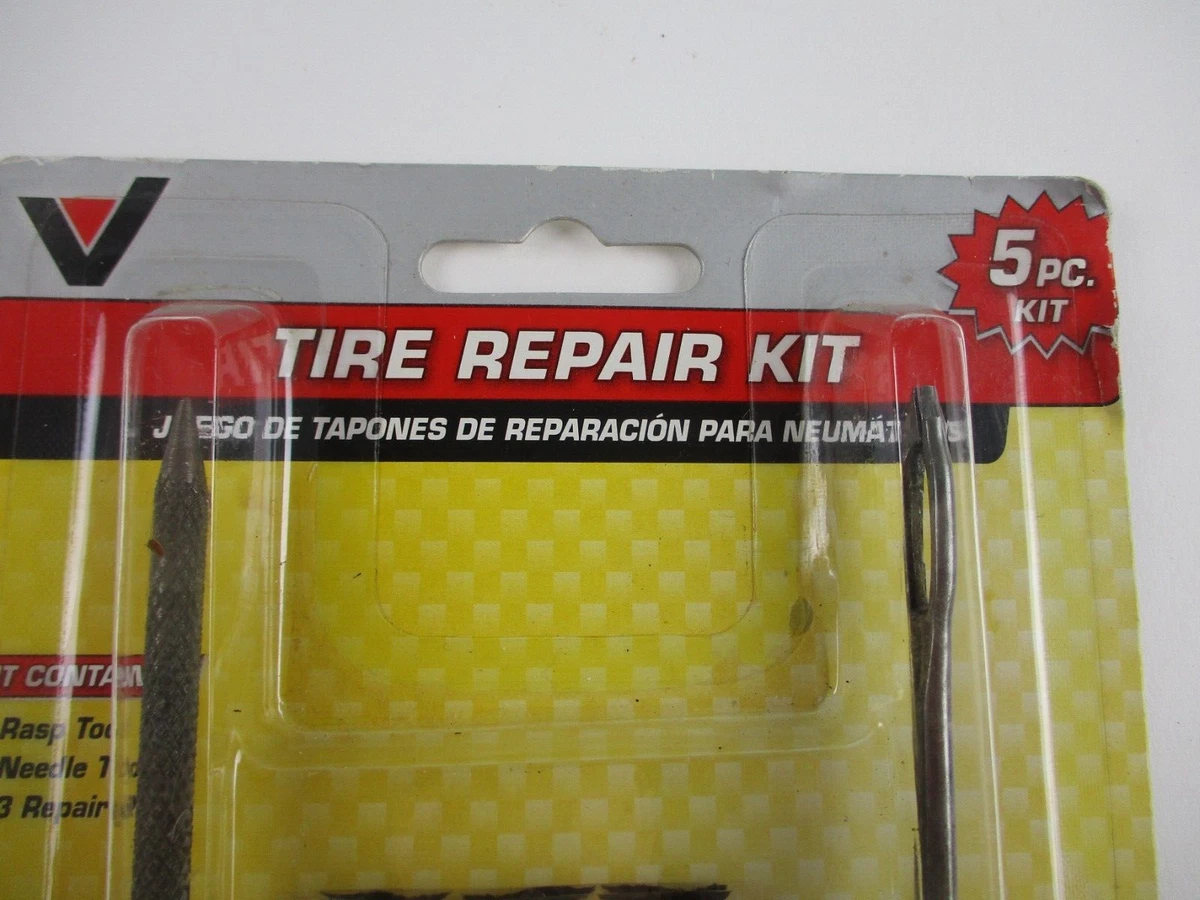 5 PC.
KIT
TIRE REPAIR KIT
DE TAPONES DE REPARACIÓN PARA
Rasp
Needle
3 Repair